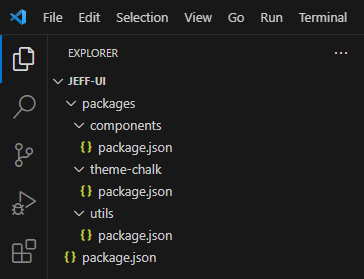 File Edit Selection View Go Run Terminal
EXPLORER ...
JEFF-UI
packages
components
{} package.json
theme-chalk
{} package.json
utils
{} package.json
{} package.json